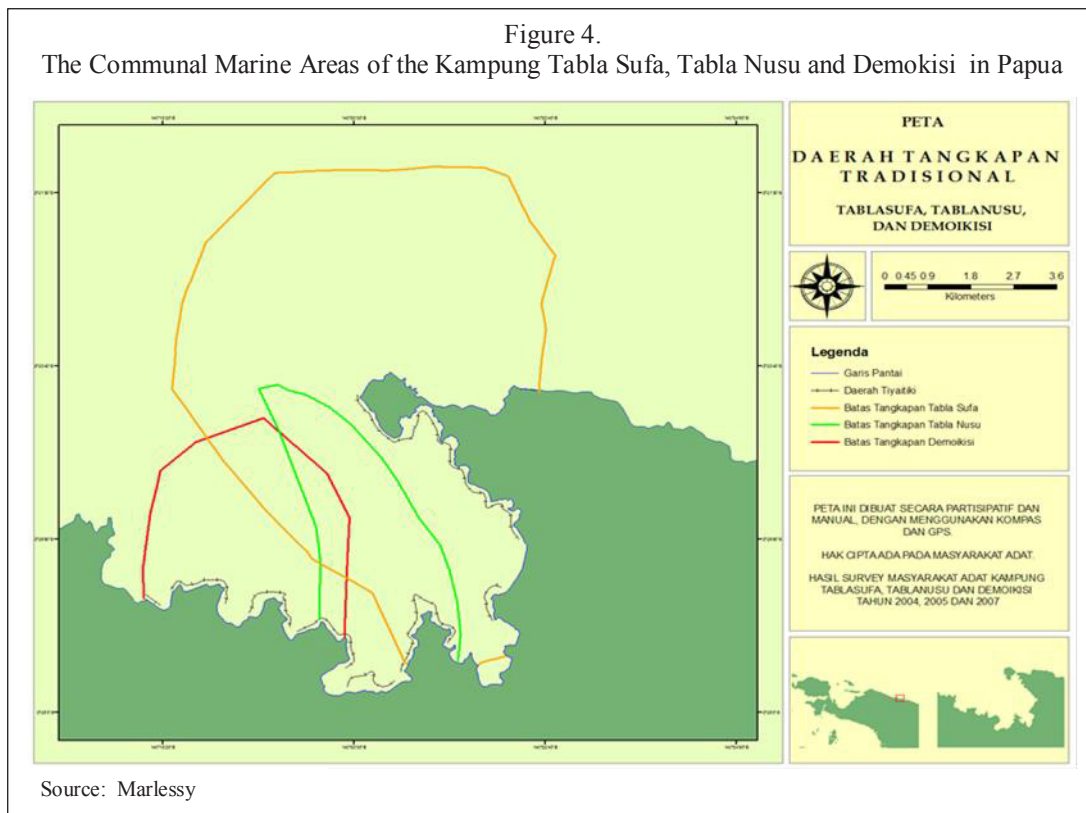 Figure 4.
The Communal Marine Areas of the Kampung Tabla Sufa, Tabla Nusu and Demokisi in Papua
PETA
DAERAH TANGKAPAN
TRADISIONAL
TABLASUFA, TABLANUSU,
DAN DEMOIKISI
0 0.45 0.9 1.8 2.7 3.6
Kilometers
Legenda
Garis Pantai
Daerah Tiyaitiki
Batas Tangkapan Tabla Sufa
Batas Tangkapan Tabla Nusu
Batas Tangkapan Demoikisi
PETA INI DIBUAT SECARA PARTISIPATIF DAN
MANUAL, DENGAN MENGGUNAKAN KOMPAS
DAN GPS.
HAK CIPTA ADA PADA MASYARAKAT ADAT.
HASIL SURVEY MASYARAKAT ADAT KAMPUNG
TABLASUFA, TABLANUSU DAN DEMOIKISI
TAHUN 2004, 2005 DAN 2007
Source: Marlessy